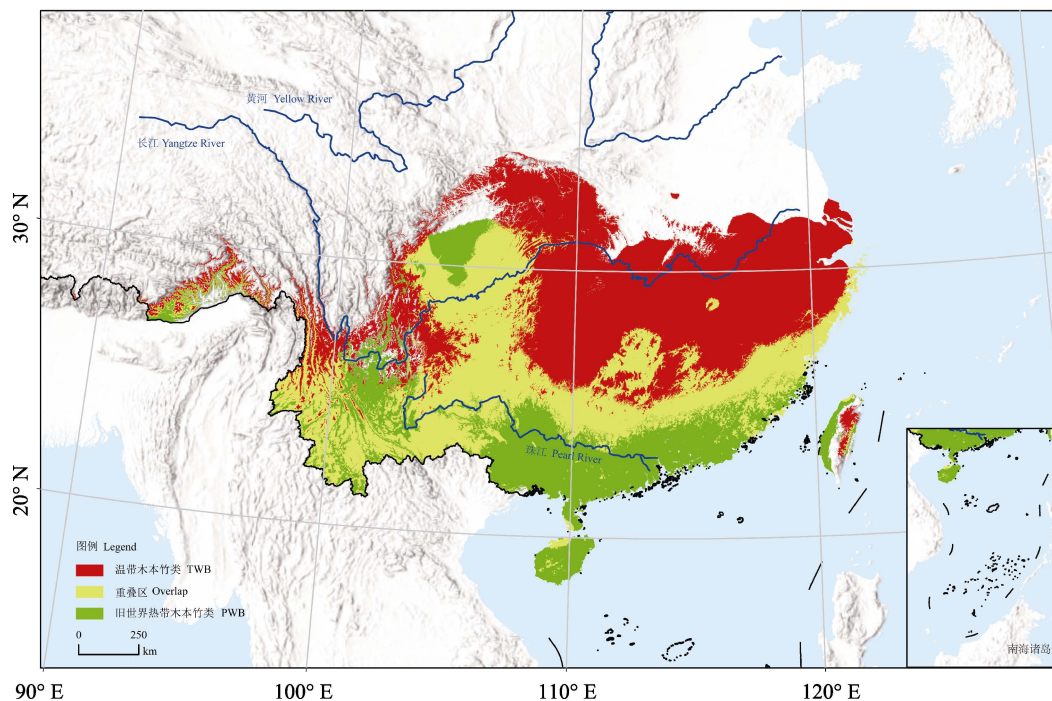 黄河 Yellow River
长江 Yangtze River
30° N
20° N
珠江 Pearl River
图例 Legend
温带木本竹类 TWB
重叠区 Overlap
旧世界热带木本竹类 PWB
0 250
km
南海诸岛
90° E 100° E 110° E 120° E